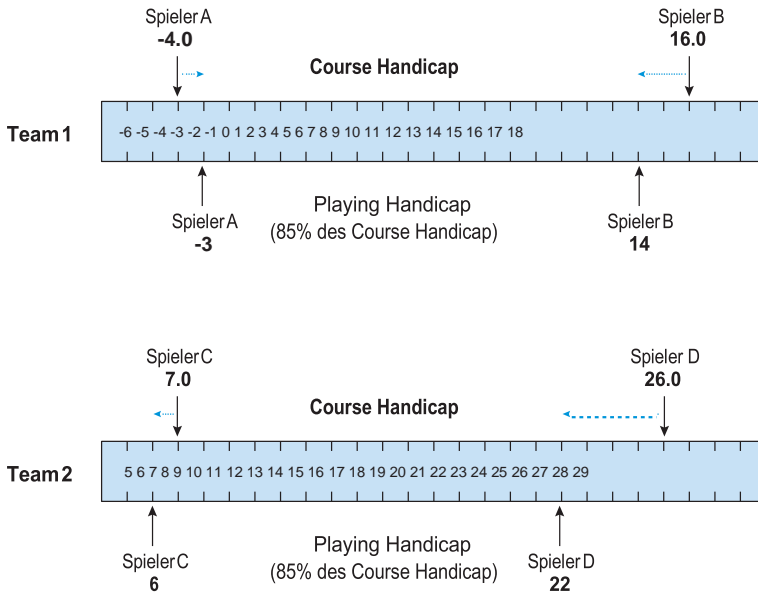 Spieler A
-4.0
Spieler B
16.0
Course Handicap
Team 1
-6 -5 -4 -3 -2 -1 0 1 2 3 4 5 6 7 8 9 10 11 12 13 14 15 16 17 18
Spieler A
-3
Playing Handicap
(85% des Course Handicap)
Spieler B
14
Spieler C
7.0
Spieler D
26.0
Course Handicap
Team 2
5 6 7 8 9 10 11 12 13 14 15 16 17 18 19 20 21 22 23 24 25 26 27 28 29
Spieler C
6
Playing Handicap
(85% des Course Handicap)
Spieler D
22